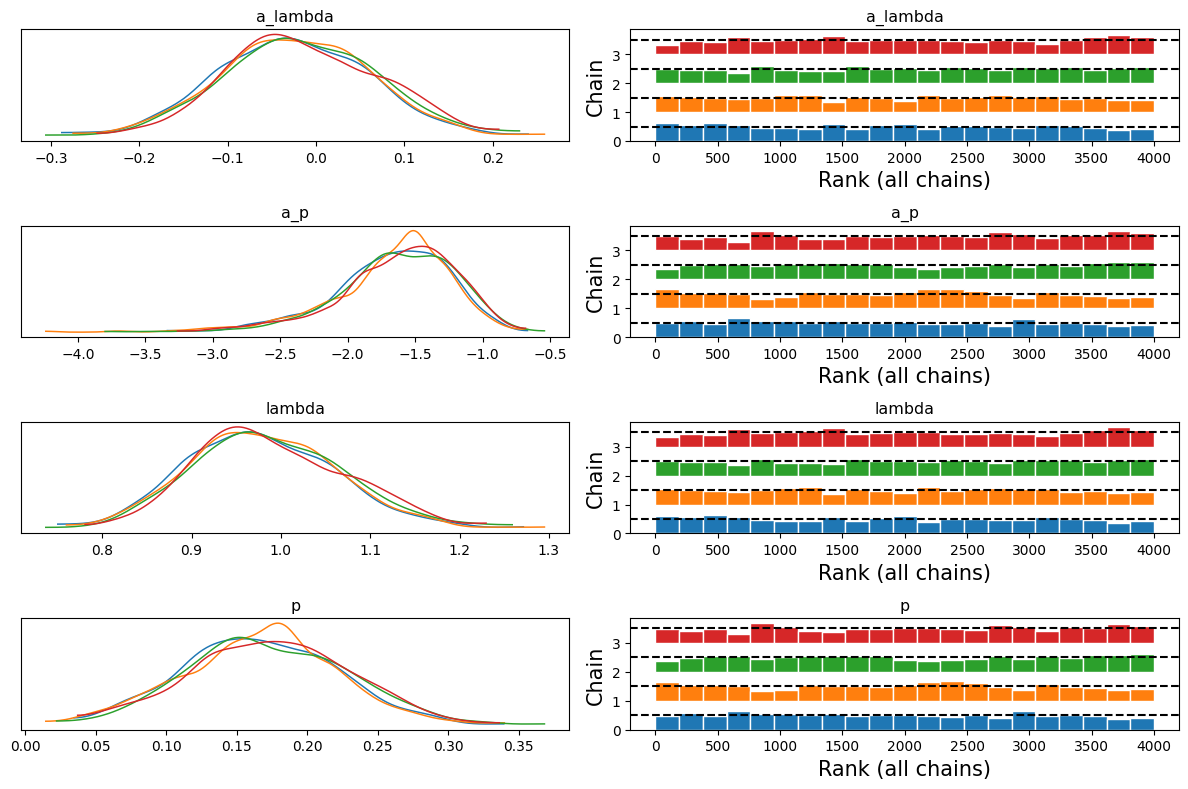 a_lambda a_lambda
Chain
3
2
1
0
−0.3 −0.2 −0.1 0.0 0.1 0.2 0 500 1000 1500 2000 2500 3000 3500 4000
Rank (all chains)
a_p a_p
Chain
3
2
1
0
−4.0 −3.5 −3.0 −2.5 −2.0 −1.5 −1.0 −0.5 0 500 1000 1500 2000 2500 3000 3500 4000
Rank (all chains)
lambda lambda
Chain
3
2
1
0
0.8 0.9 1.0 1.1 1.2 1.3 0 500 1000 1500 2000 2500 3000 3500 4000
Rank (all chains)
p p
Chain
3
2
1
0
0.00 0.05 0.10 0.15 0.20 0.25 0.30 0.35 0 500 1000 1500 2000 2500 3000 3500 4000
Rank (all chains)